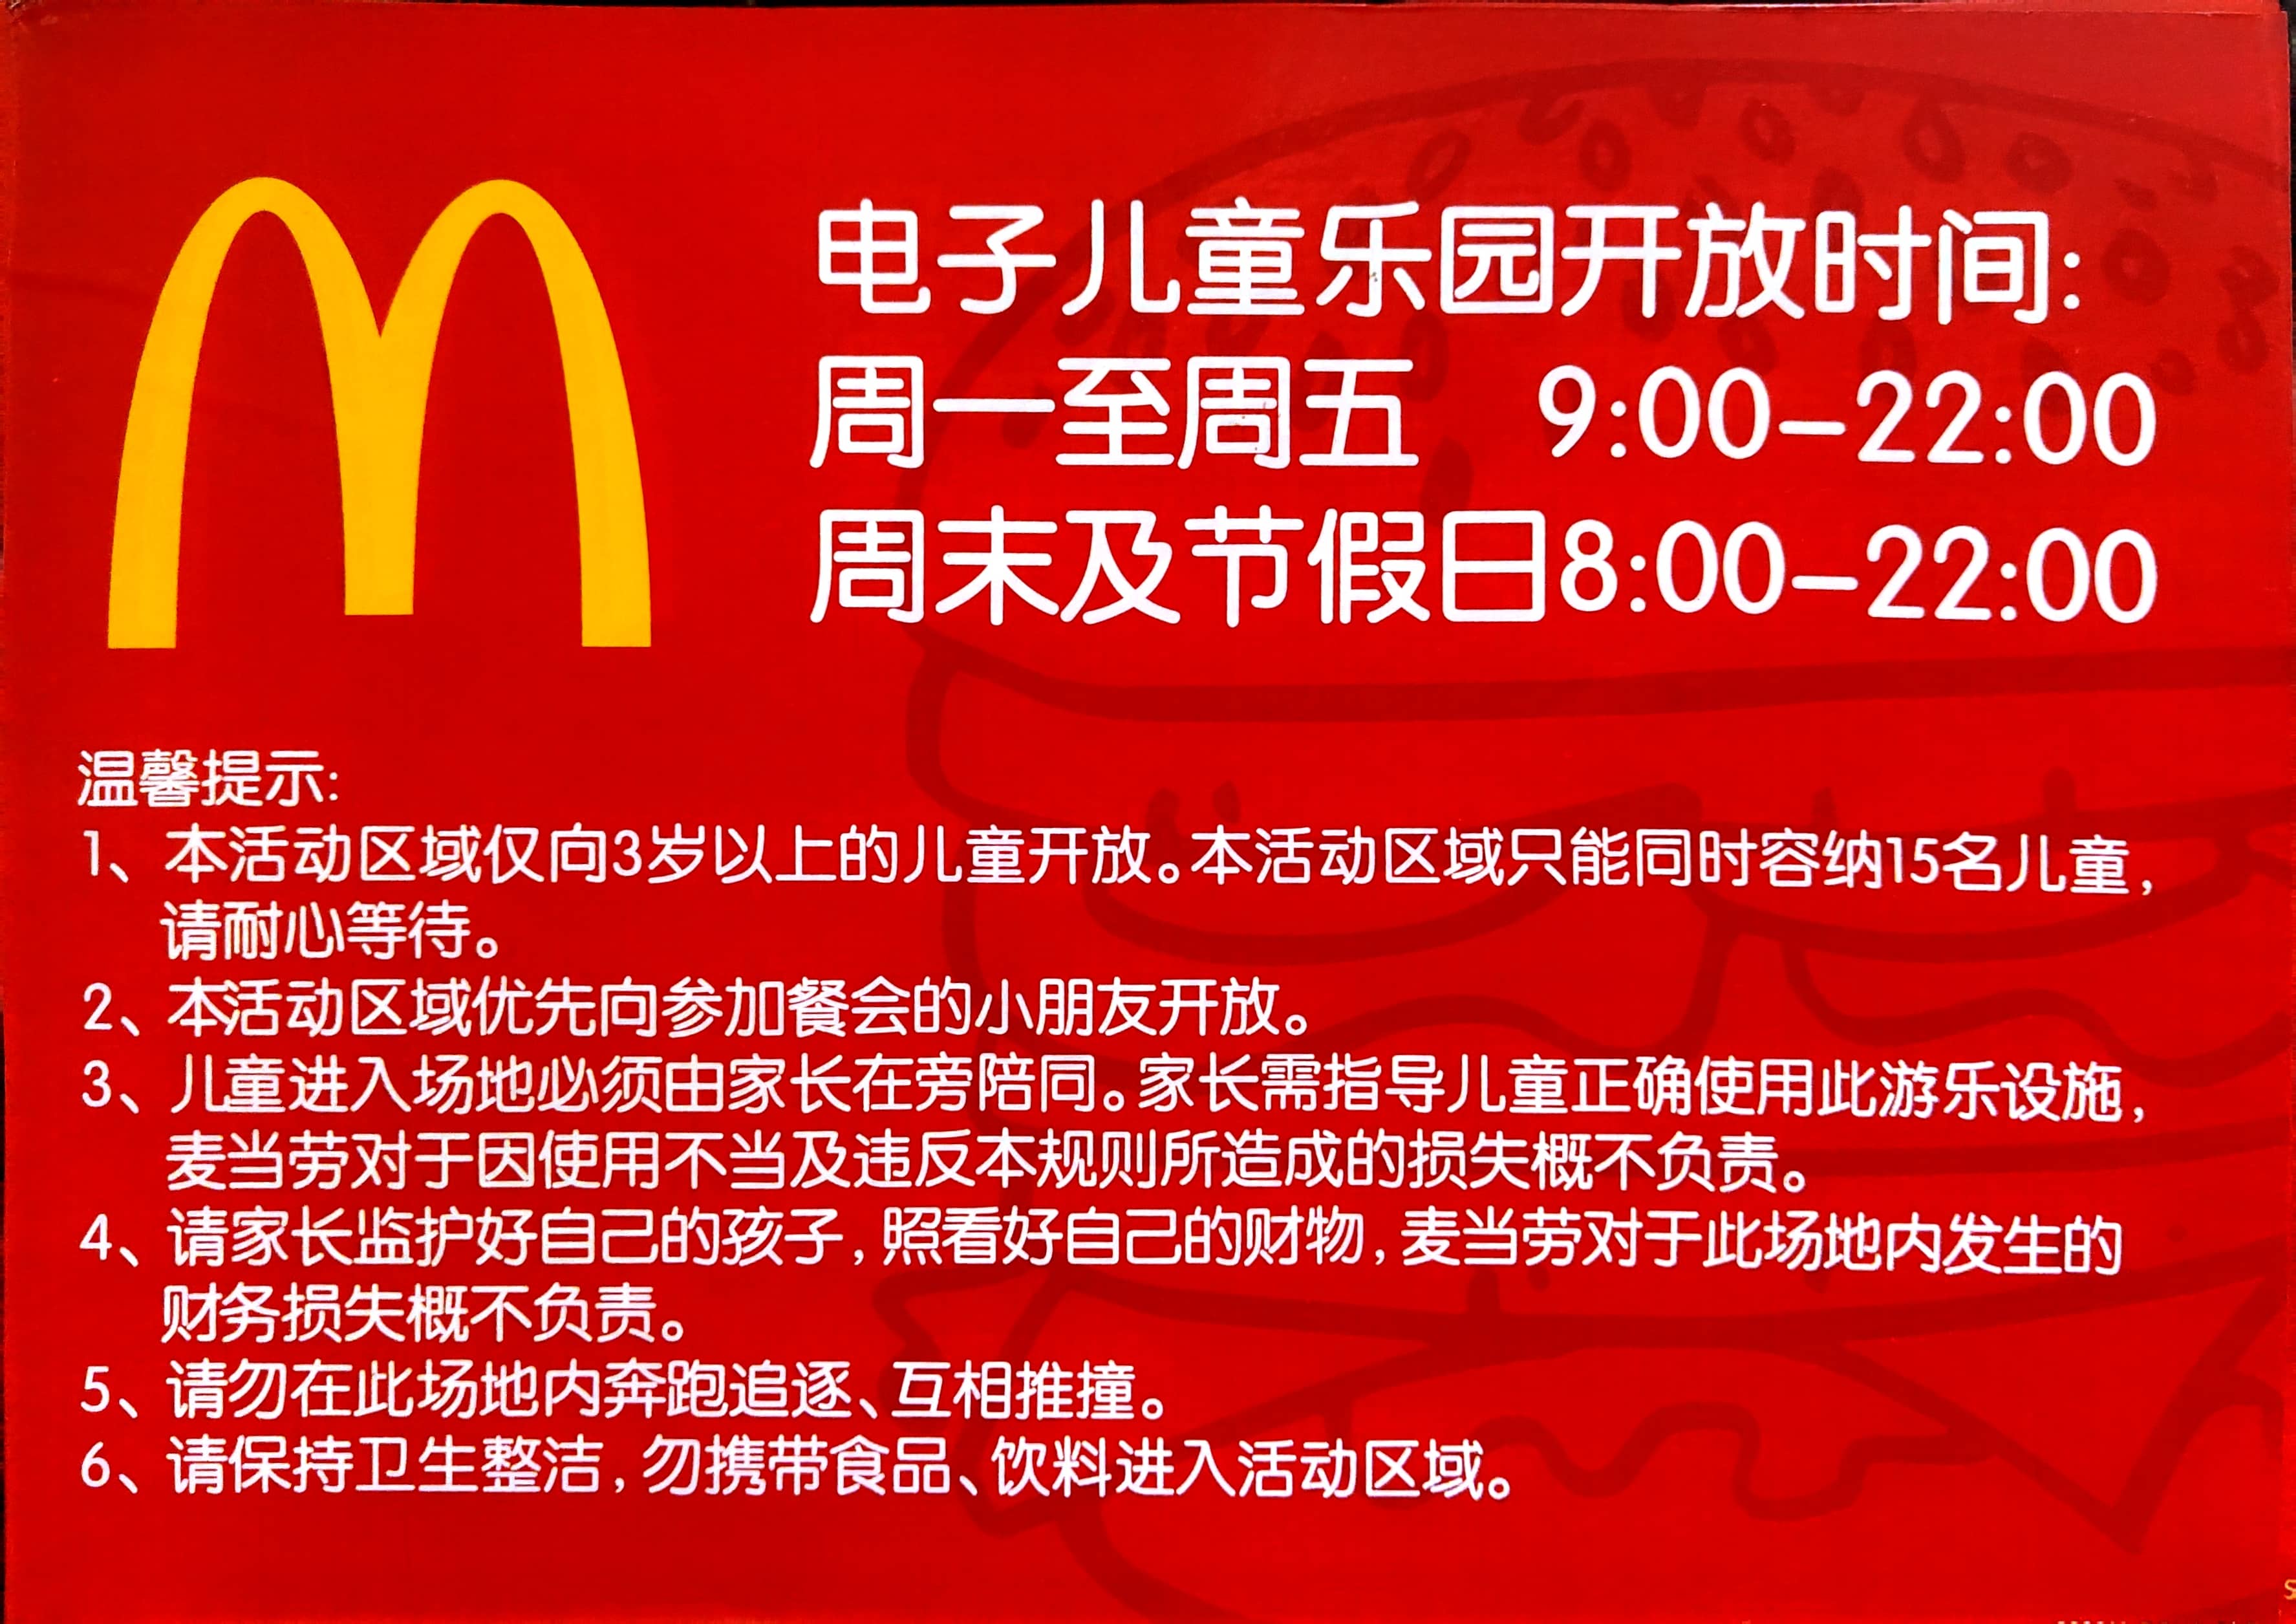 电子儿童乐园开放时间:
周一至周五 9:00-22:00
周末及节假日8:00-22:00
温馨提示:
1、本活动区域仅向3岁以上的儿童开放。本活动区域只能同时容纳15名儿童,
请耐心等待。
2、本活动区域优先向参加餐会的小朋友开放。
3、儿童进入场地必须由家长在旁陪同。家长需指导儿童正确使用此游乐设施,
麦当劳对于因使用不当及违反本规则所造成的损失概不负责。
4、请家长监护好自己的孩子,照看好自己的财物,麦当劳对于此场地内发生的
财务损失概不负责。
5、请勿在此场地内奔跑追逐、互相推撞。
6、请保持卫生整洁,勿携带食品、饮料进入活动区域。